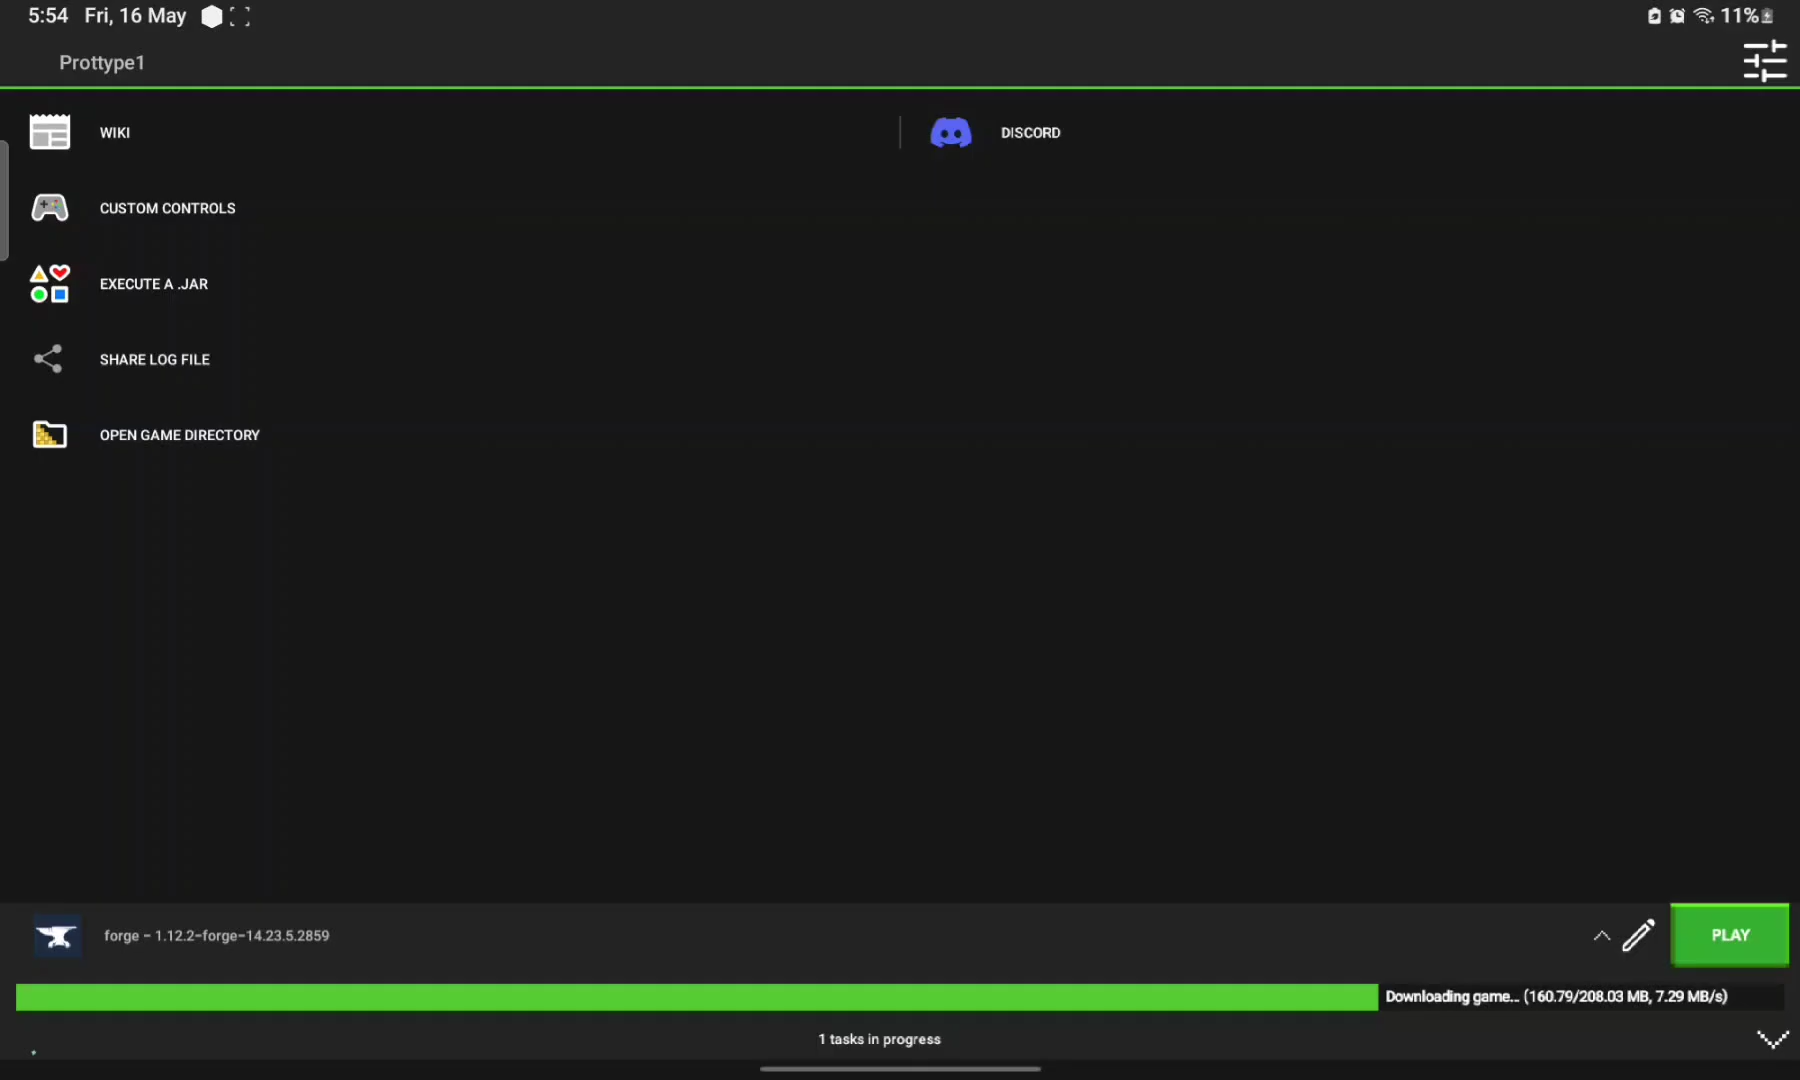 5:54 Fri, 16 May 11%
Prottype1
WIKI
DISCORD
CUSTOM CONTROLS
EXECUTE A .JAR
SHARE LOG FILE
OPEN GAME DIRECTORY
forge - 1.12.2-forge-14.23.5.2859
PLAY
Downloading game... (160.79/208.03 MB, 7.29 MB/s)
1 tasks in progress